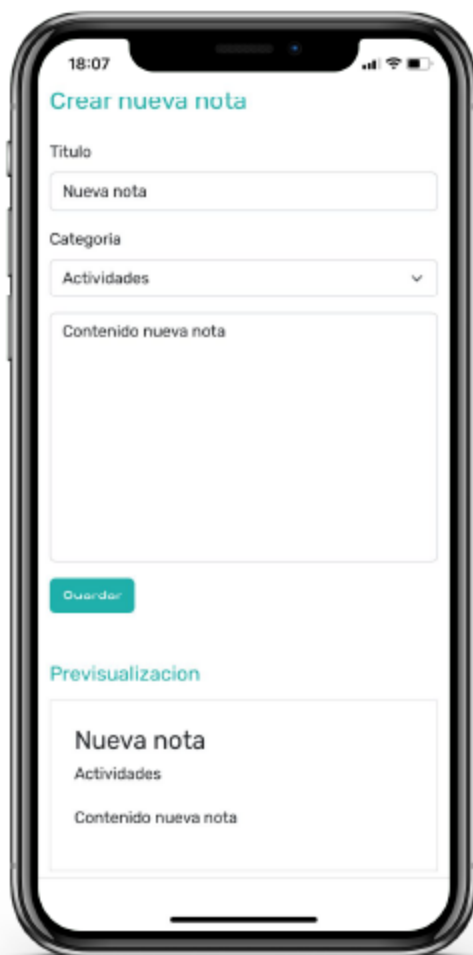 18:07
Crear nueva nota
Titulo
Nueva nota
Categoria
Actividades
Contenido nueva nota
Guardar
Previsualizacion
Nueva nota
Actividades
Contenido nueva nota